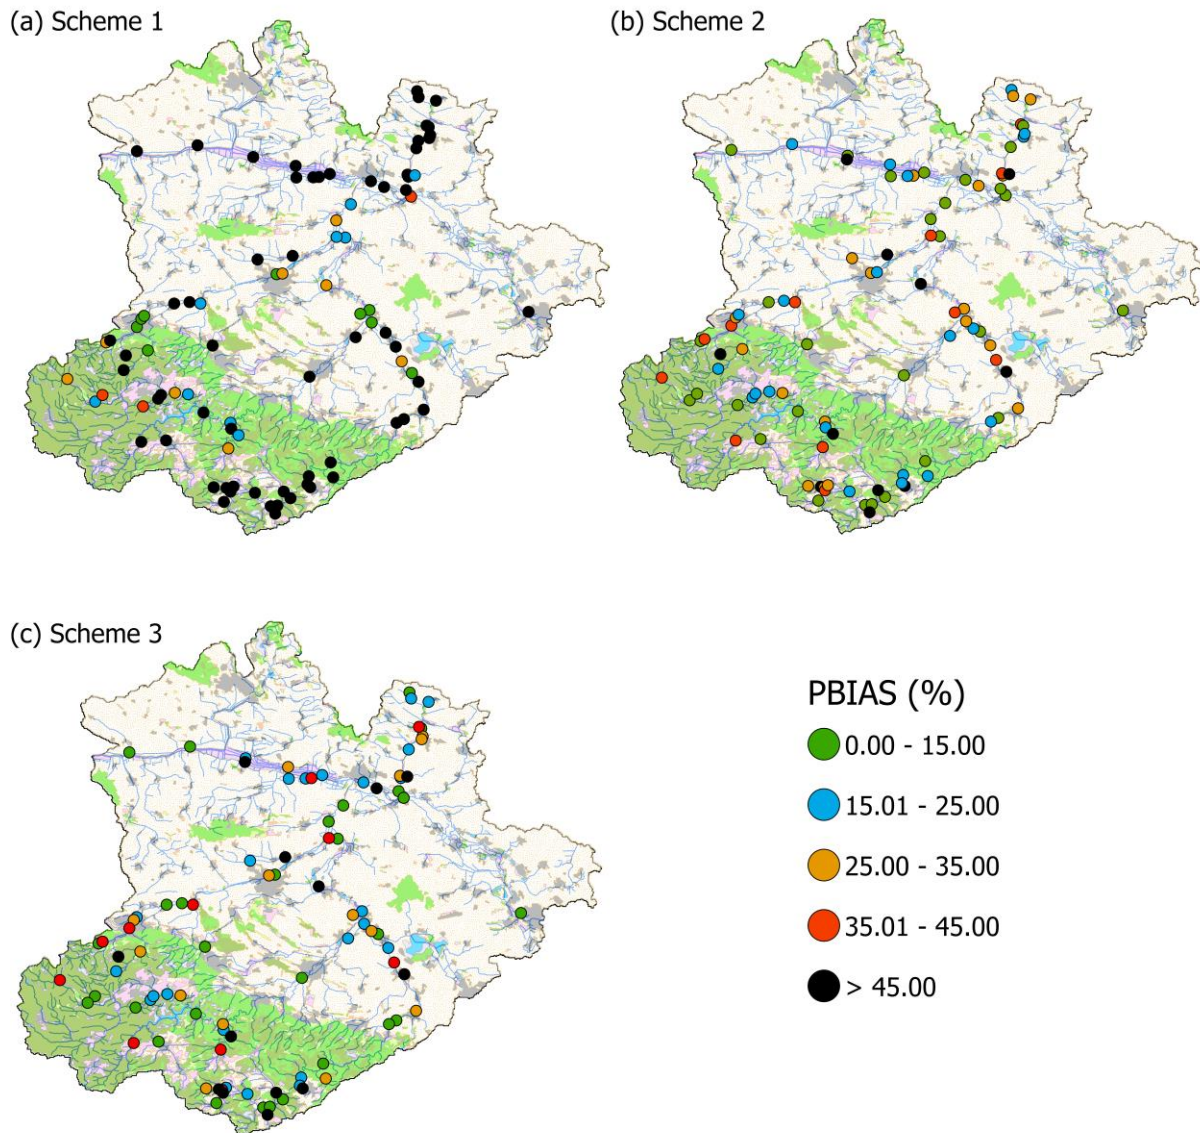 (a) Scheme 1
(b) Scheme 2
(c) Scheme 3
PBIAS (%)
0.00 - 15.00
15.01 - 25.00
25.00 - 35.00
35.01 - 45.00
> 45.00